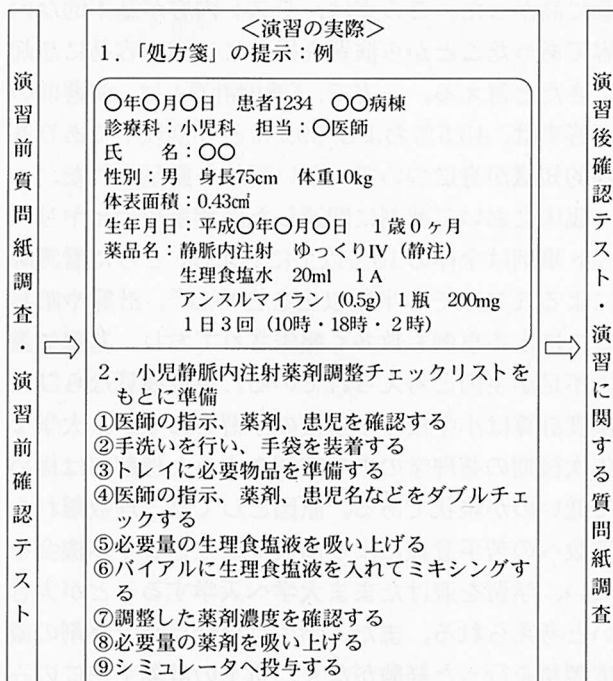 演習前質問紙調査・演習前確認テスト
＜演習の実際＞
1．「処方箋」の提示：例
〇年〇月〇日　患者1234　〇〇病棟
診療科：小児科　担当：〇医師
氏　　名：〇〇
性別：男　身長75cm　体重10kg
体表面積：0.43㎠
生年月日：平成〇年〇月〇日　1歳0ヶ月
薬品名：静脈内注射　ゆっくりIV（静注）
生理食塩水　20ml　1A
アンスルマイラン（0.5g）1瓶　200mg
1日3回（10時・18時・2時）
2．小児静脈内注射薬剤調整チェックリストを
もとに準備
①医師の指示、薬剤、患児を確認する
②手洗いを行い、手袋を装着する
③トレイに必要物品を準備する
④医師の指示、薬剤、患児名などをダブルチェ
ックする
⑤必要量の生理食塩液を吸い上げる
⑥バイアルに生理食塩液を入れてミキシングす
る
⑦調整した薬剤濃度を確認する
⑧必要量の薬剤を吸い上げる
⑨シミュレータへ投与する
演習後確認テスト、演習に関する質問紙調査